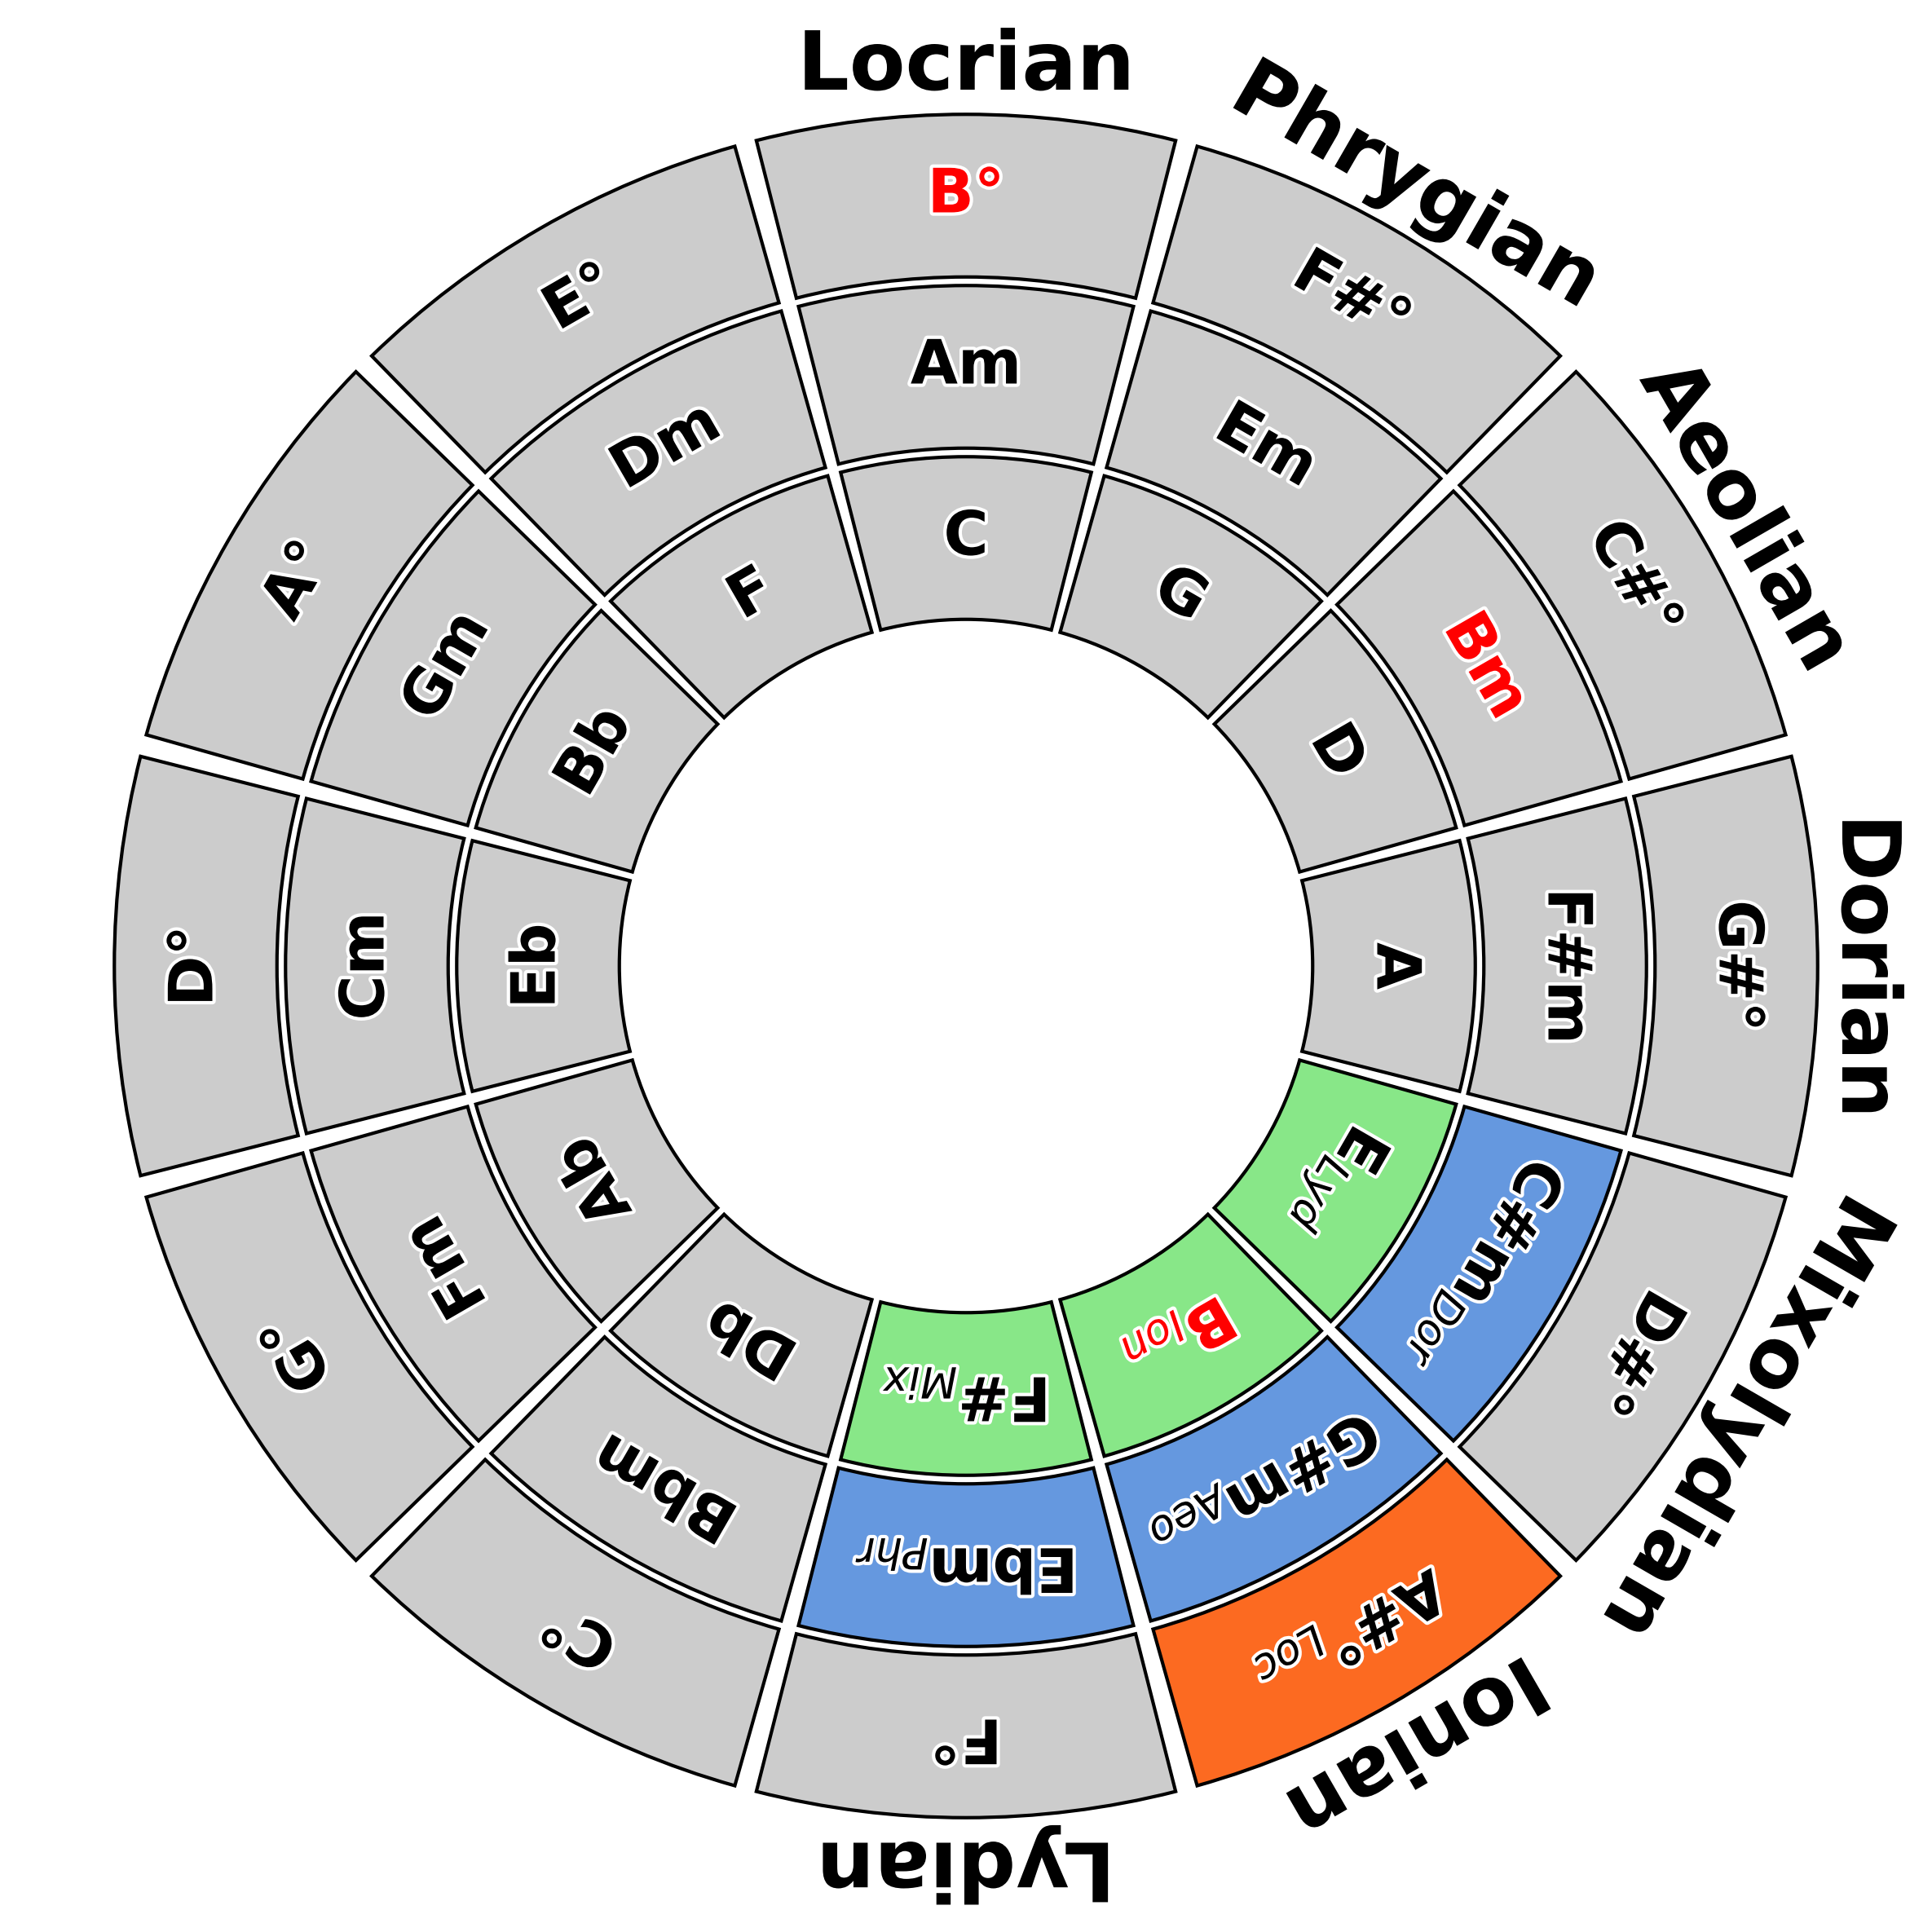 Locrian
Phrygian
Aeolian
Dorian
Mixolydian
Ionian
Lydian
B°
F#°
C#°
G#°
D#°
A#° Loc
F°
C°
G°
D°
A°
E°
Am
Em
Bm
F#m
C#m Dor
G#m Aeo
Ebm Phr
Bbm
Fm
Cm
Gm
Dm
C
G
D
A
E Lyd
B Ion
F# Mix
Db
Ab
Eb
Bb
F